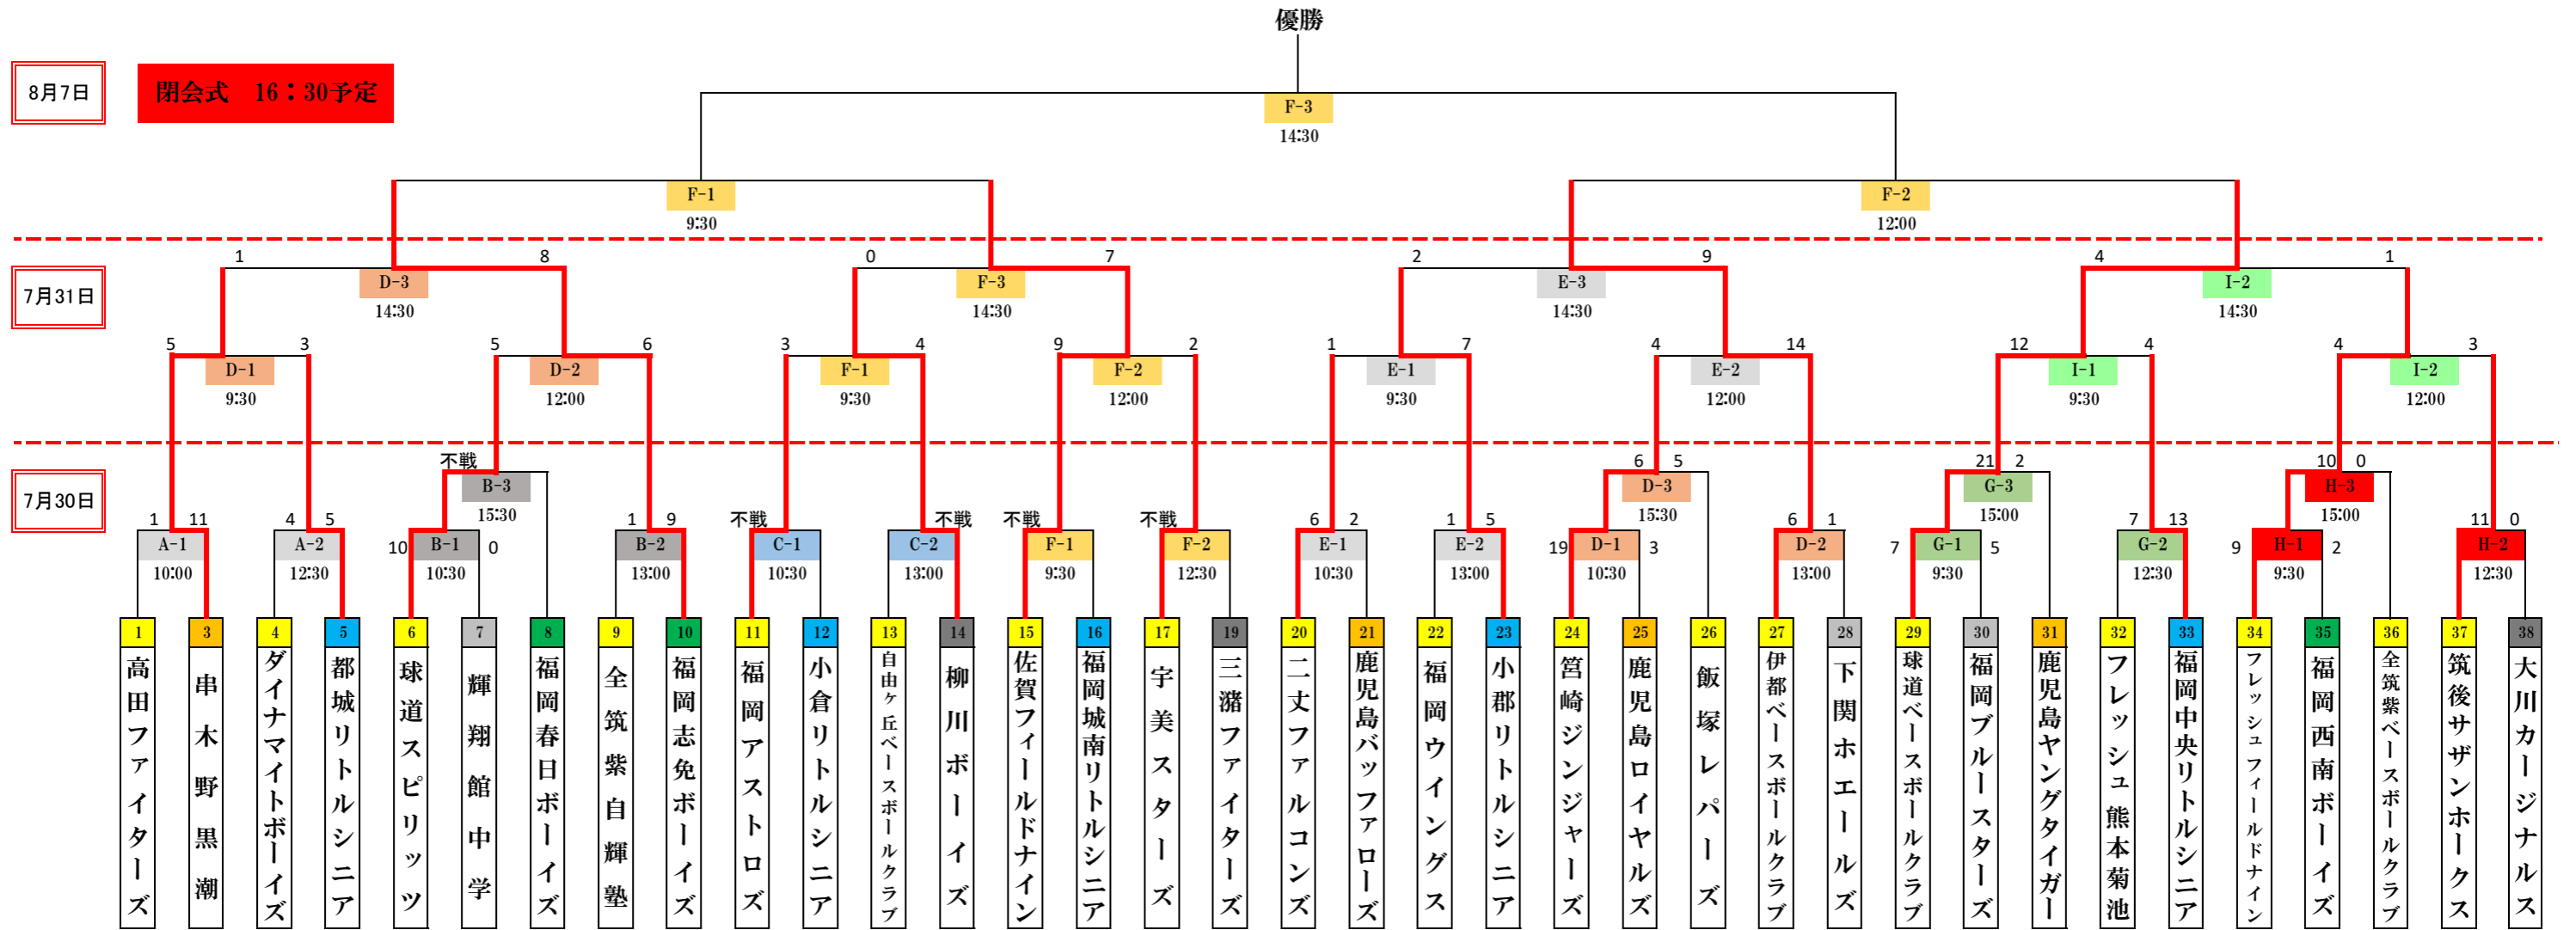 優勝
8月7日
閉会式　16：30予定
F-3
14:30
F-1
F-2
9:30
12:00
1 8 0 7 2 9 4 1
7月31日
D-3 F-3 E-3 I-2
14:30 14:30 14:30 14:30
5 3 5 6 3 4 9 2 1 7 4 14 12 4 4 3
D-1 D-2 F-1 F-2 E-1 E-2 I-1 I-2
9:30 12:00 9:30 12:00 9:30 12:00 9:30 12:00
不戦 6 5 21 2 10 0
7月30日
B-3 D-3 G-3 H-3
15:30 15:30 15:00 15:00
1 11 4 5 1 9 不戦 不戦 不戦 不戦 6 2 1 5 6 1 7 13 11 0
A-1 A-2 10 B-1 0 B-2 C-1 C-2 F-1 F-2 E-1 E-2 19 D-1 3 D-2 7 G-1 5 G-2 9 H-1 2 H-2
10:00 12:30 10:30 13:00 10:30 13:00 9:30 12:30 10:30 13:00 10:30 13:00 9:30 12:30 9:30 12:30
1 高田ファイターズ
3 串木野黒潮
4 ダイナマイトボーイズ
5 都城リトルシニア
6 球道スピリッツ
7 輝翔館中学
8 福岡春日ボーイズ
9 全筑紫自輝塾
10 福岡志免ボーイズ
11 福岡アストロズ
12 小倉リトルシニア
13 自由ヶ丘ベースボールクラブ
14 柳川ボーイズ
15 佐賀フィールドナイン
16 福岡城南リトルシニア
17 宇美スターズ
19 三潴ファイターズ
20 二丈ファルコンズ
21 鹿児島バッファローズ
22 福岡ウイングス
23 小郡リトルシニア
24 筥崎ジンジャーズ
25 鹿児島ロイヤルズ
26 飯塚レパーズ
27 伊都ベースボールクラブ
28 下関ホエールズ
29 球道ベースボールクラブ
30 福岡ブルースターズ
31 鹿児島ヤングタイガー
32 フレッシュ熊本菊池
33 福岡中央リトルシニア
34 フレッシュフィールドナイン
35 福岡西南ボーイズ
36 全筑紫ベースボールクラブ
37 筑後サザンホークス
38 大川カージナルス